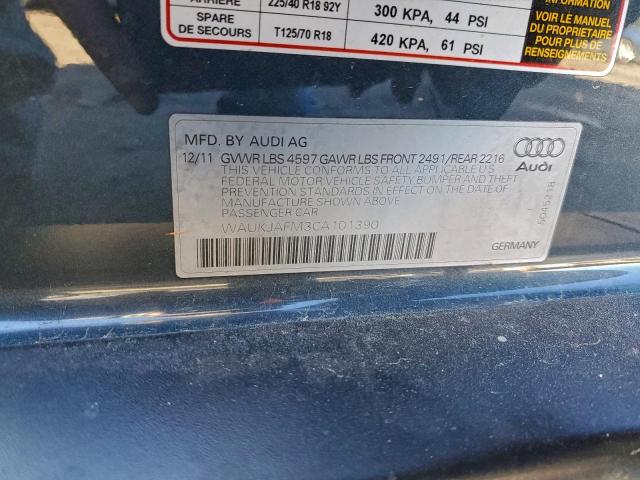 ARRIÈRE 225/40 R18 92Y 300 KPA, 44 PSI
SPARE
DE SECOURS T125/70 R18 420 KPA, 61 PSI
INFORMATION
VOIR LE MANUEL
DU PROPRIÉTAIRE
POUR PLUS DE
RENSEIGNEMENTS
MFD. BY AUDI AG
12/11 GVWR LBS 4597 GAWR LBS FRONT 2491/REAR 2216
THIS VEHICLE CONFORMS TO ALL APPLICABLE US
FEDERAL MOTOR VEHICLE SAFETY, BUMPER AND THEFT
PREVENTION STANDARDS IN EFFECT ON THE DATE OF
MANUFACTURE SHOWN ABOVE
PASSENGER CAR
WAUKJAFM3CA101390
Audi
GERMANY